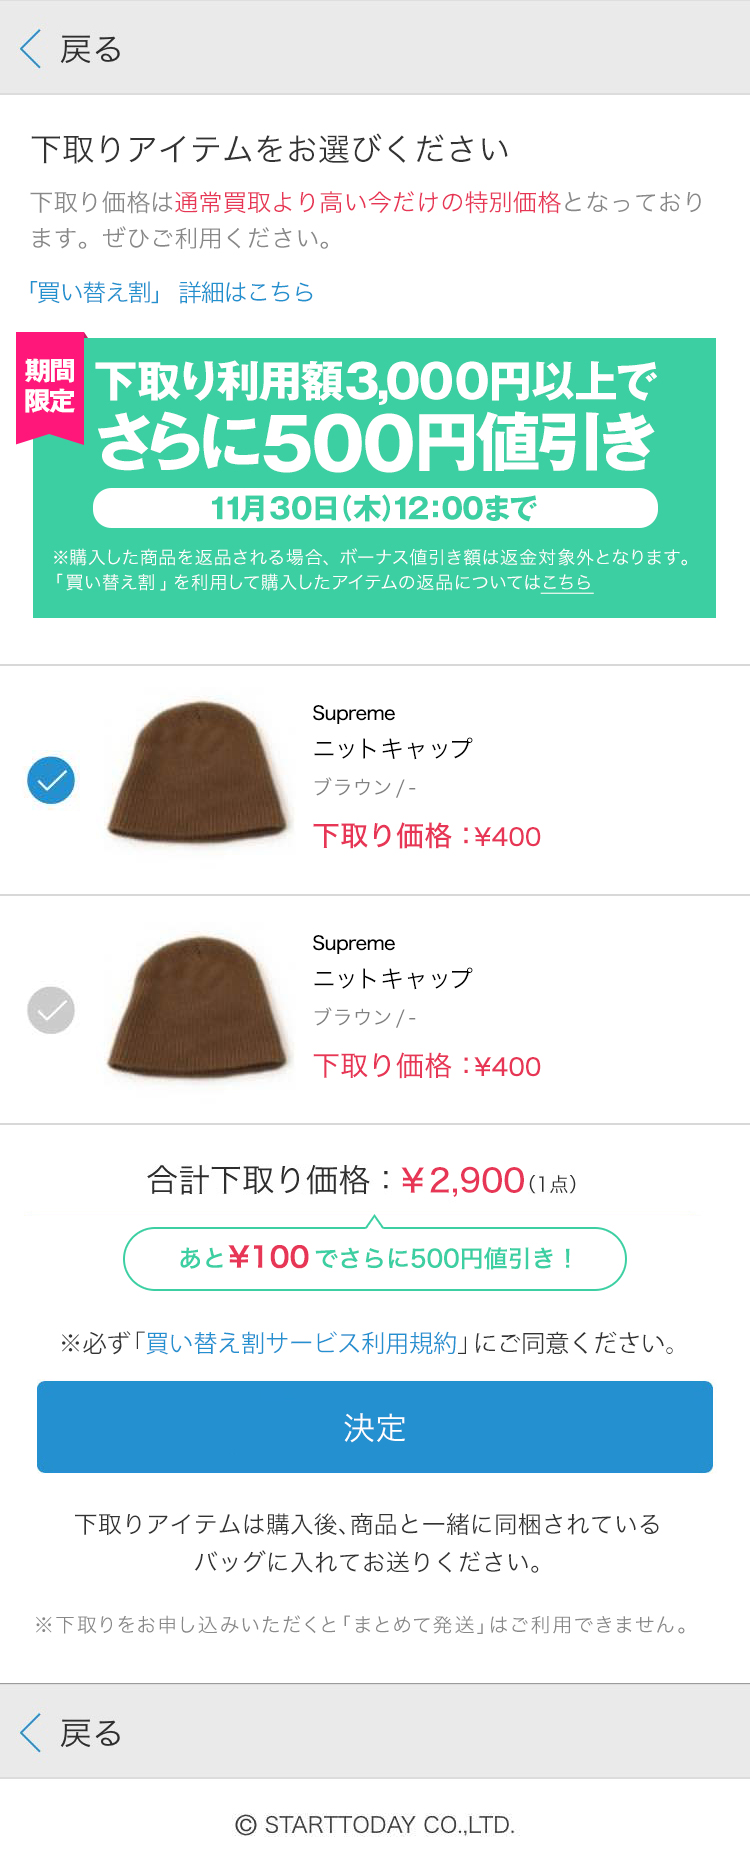 戻る
下取りアイテムをお選びください
下取り価格は通常買取より高い今だけの特別価格となっており
ます。ぜひご利用ください。
「買い替え割」 詳細はこちら
期間
限定
下取り利用額3,000円以上で
さらに500円値引き
11月30日(木)12:00まで
※購入した商品を返品される場合、ボーナス値引き額は返金対象外となります。
「買い替え割」を利用して購入したアイテムの返品についてはこちら
Supreme
ニットキャップ
ブラウン / -
下取り価格：¥400
Supreme
ニットキャップ
ブラウン / -
下取り価格：¥400
合計下取り価格：¥2,900(1点)
あと¥100でさらに500円値引き！
※必ず「買い替え割サービス利用規約」にご同意ください。
決定
下取りアイテムは購入後、商品と一緒に同梱されている
バッグに入れてお送りください。
※下取りをお申し込みいただくと「まとめて発送」はご利用できません。
戻る
© STARTTODAY CO.,LTD.